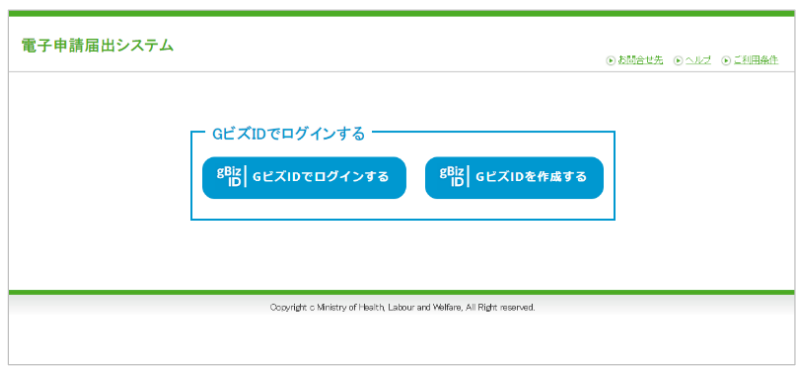 電子申請届出システム
お問合せ先 ヘルプ ご利用条件
GビズIDでログインする
gBiz ID GビズIDでログインする gBiz ID GビズIDを作成する
Copyright c Ministry of Health, Labour and Welfare, All Right reserved.